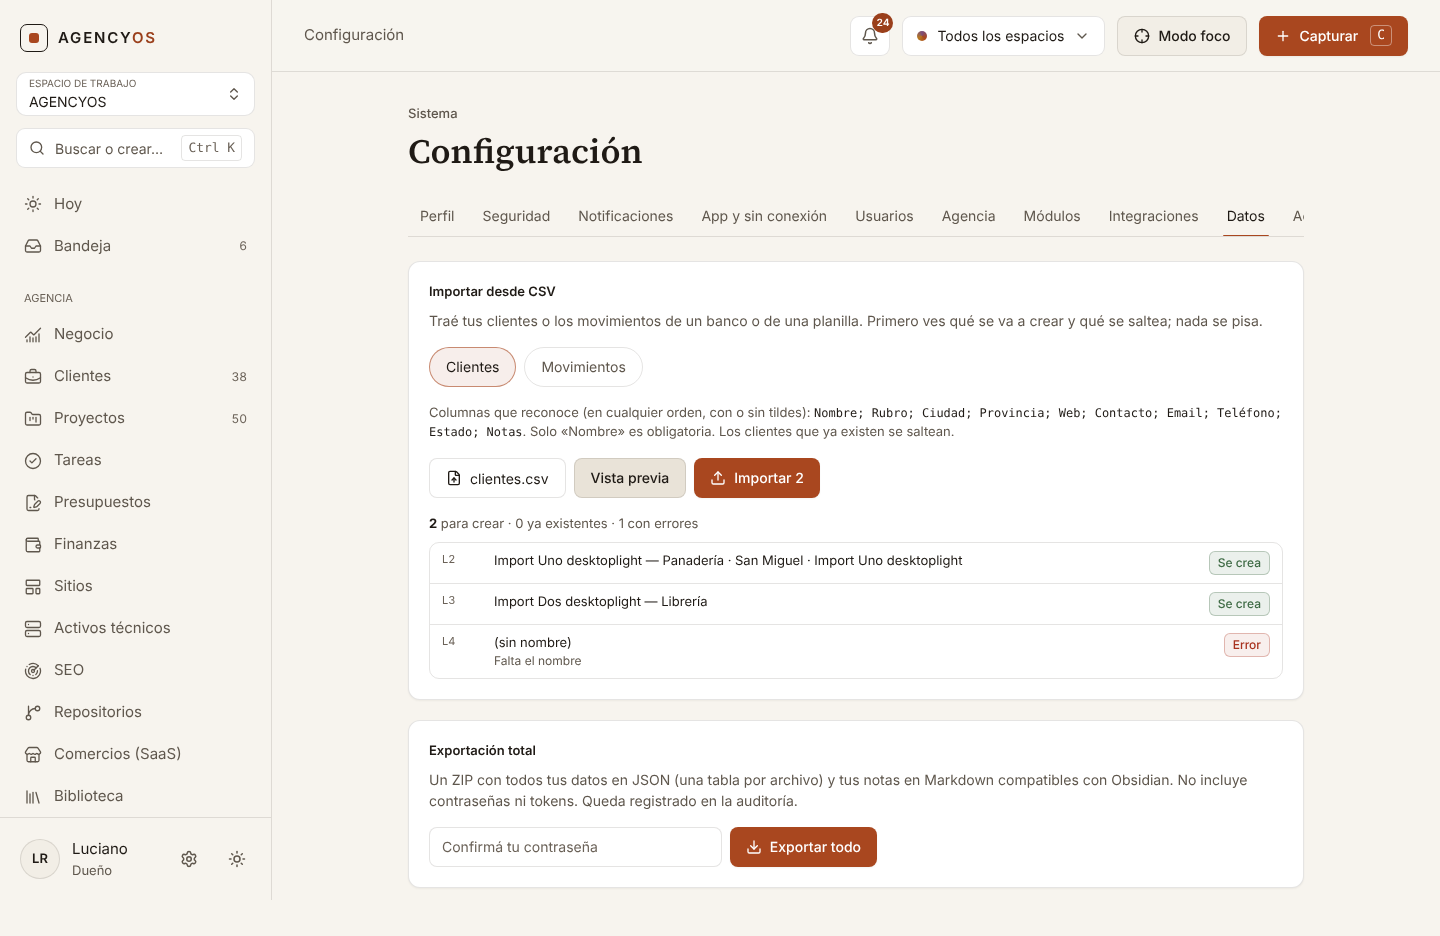 AGENCYOS
ESPACIO DE TRABAJO
AGENCYOS
Buscar o crear... Ctrl K
Hoy
Bandeja 6
AGENCIA
Negocio
Clientes 38
Proyectos 50
Tareas
Presupuestos
Finanzas
Sitios
Activos técnicos
SEO
Repositorios
Comercios (SaaS)
Biblioteca
LR Luciano
Dueño
Configuración
24
Todos los espacios
Modo foco
Capturar C
Sistema
Configuración
Perfil Seguridad Notificaciones App y sin conexión Usuarios Agencia Módulos Integraciones Datos
Importar desde CSV
Traé tus clientes o los movimientos de un banco o de una planilla. Primero ves qué se va a crear y qué se saltea; nada se pisa.
Clientes Movimientos
Columnas que reconoce (en cualquier orden, con o sin tildes): Nombre; Rubro; Ciudad; Provincia; Web; Contacto; Email; Teléfono;
Estado; Notas. Solo «Nombre» es obligatoria. Los clientes que ya existen se saltean.
clientes.csv Vista previa Importar 2
2 para crear · 0 ya existentes · 1 con errores
L2 Import Uno desktoplight — Panadería · San Miguel · Import Uno desktoplight Se crea
L3 Import Dos desktoplight — Librería Se crea
L4 (sin nombre) Error
Falta el nombre
Exportación total
Un ZIP con todos tus datos en JSON (una tabla por archivo) y tus notas en Markdown compatibles con Obsidian. No incluye
contraseñas ni tokens. Queda registrado en la auditoría.
Confirmá tu contraseña Exportar todo